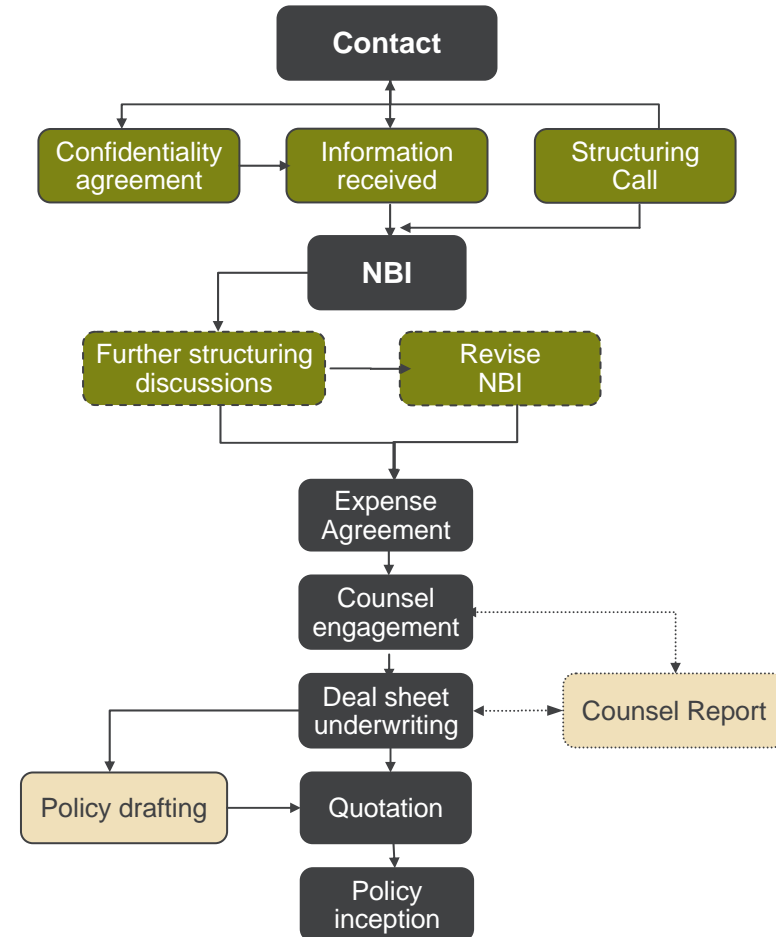 Contact
Confidentiality
agreement
Information
received
Structuring
Call
NBI
Further structuring
discussions
Revise
NBI
Expense
Agreement
Counsel
engagement
Deal sheet
underwriting
Counsel Report
Policy drafting
Quotation
Policy
inception